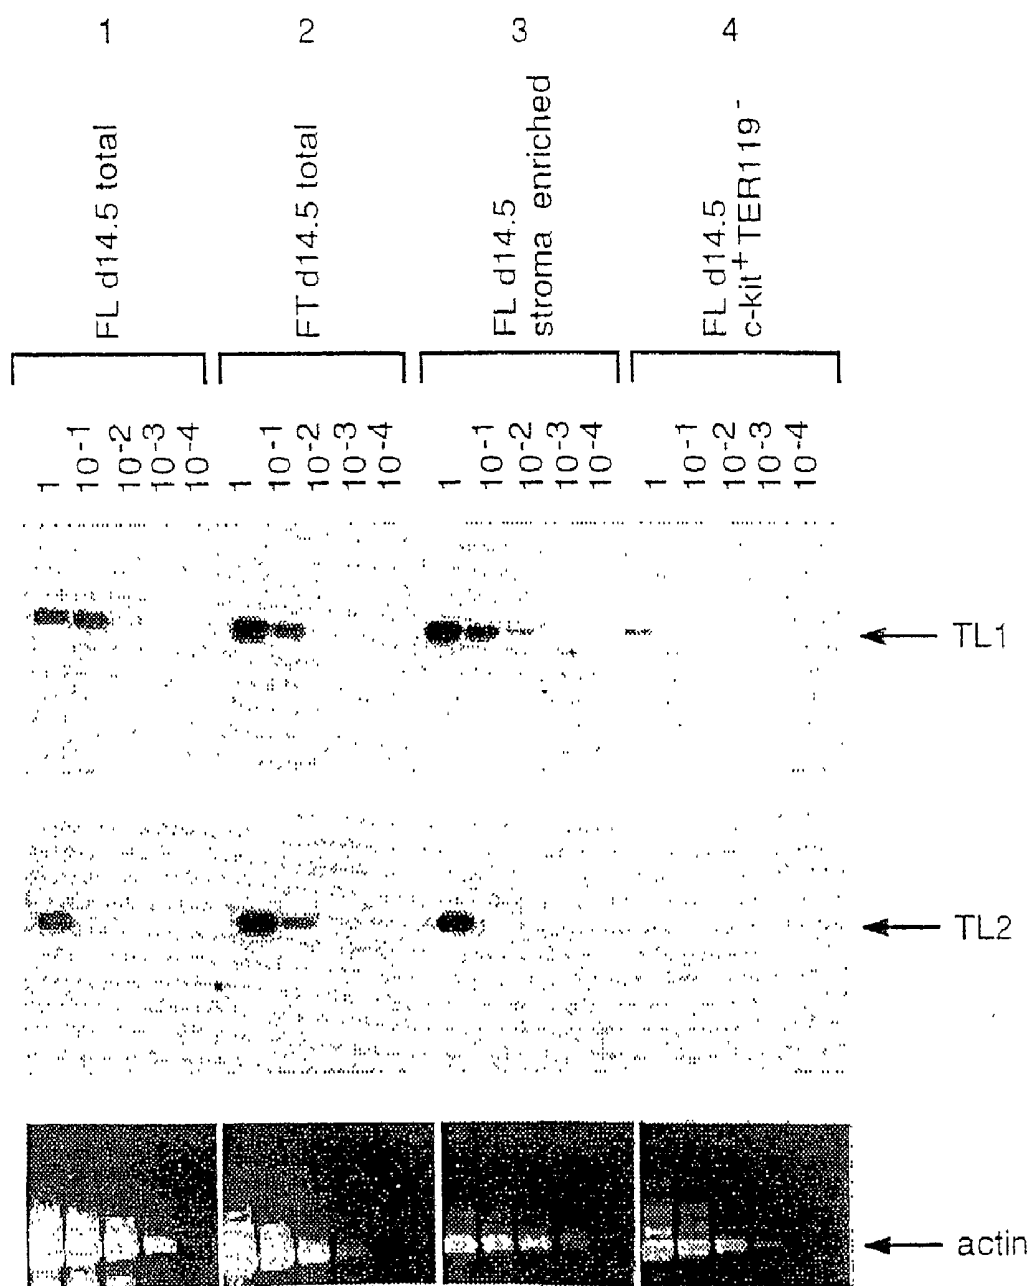 1 2 3 4
FL d14.5 total
FT d14.5 total
FL d14.5
stroma enriched
FL d14.5
c-kit⁺TER119⁻
1 10⁻¹ 10⁻² 10⁻³ 10⁻⁴ 1 10⁻¹ 10⁻² 10⁻³ 10⁻⁴ 1 10⁻¹ 10⁻² 10⁻³ 10⁻⁴ 1 10⁻¹ 10⁻² 10⁻³ 10⁻⁴
TL1
TL2
actin